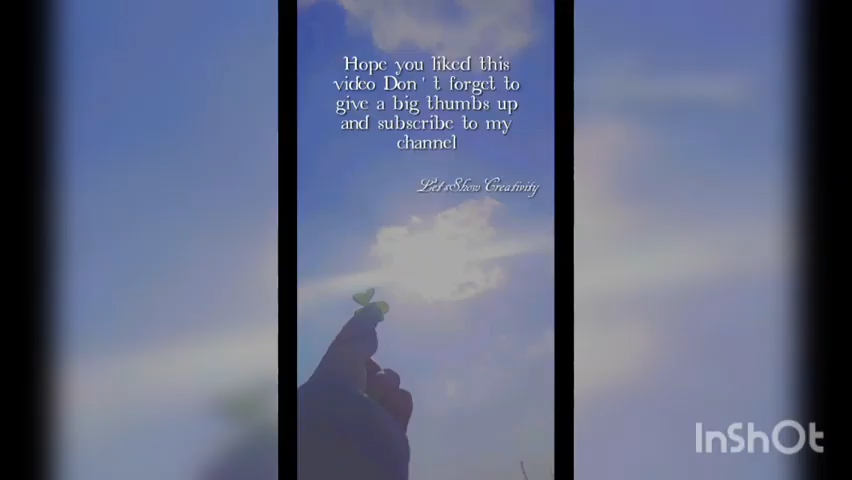 Hope you liked this
video Don't forget to
give a big thumbs up
and subscribe to my
channel
Let'sShow Creativity
InShOt